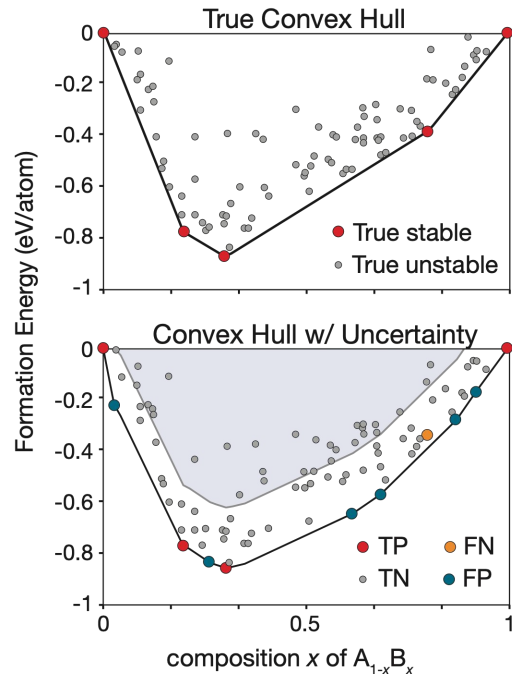 True Convex Hull
0
-0.2
-0.4
-0.6
-0.8
-1
True stable
True unstable
Formation Energy (eV/atom)
Convex Hull w/ Uncertainty
0
-0.2
-0.4
-0.6
-0.8
-1
TP
FN
TN
FP
0
0.5
1
composition x of A1-xBx